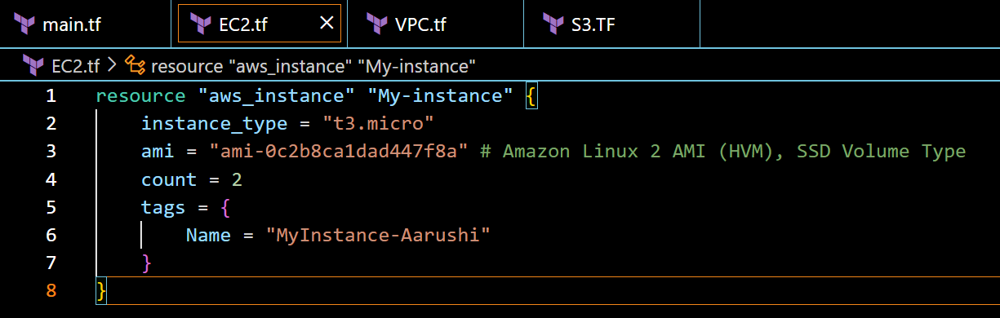 main.tf EC2.tf × VPC.tf S3.TF
EC2.tf > resource "aws_instance" "My-instance"
1 resource "aws_instance" "My-instance" {
2     instance_type = "t3.micro"
3     ami = "ami-0c2b8ca1dad447f8a" # Amazon Linux 2 AMI (HVM), SSD Volume Type
4     count = 2
5     tags = {
6         Name = "MyInstance-Aarushi"
7     }
8 }